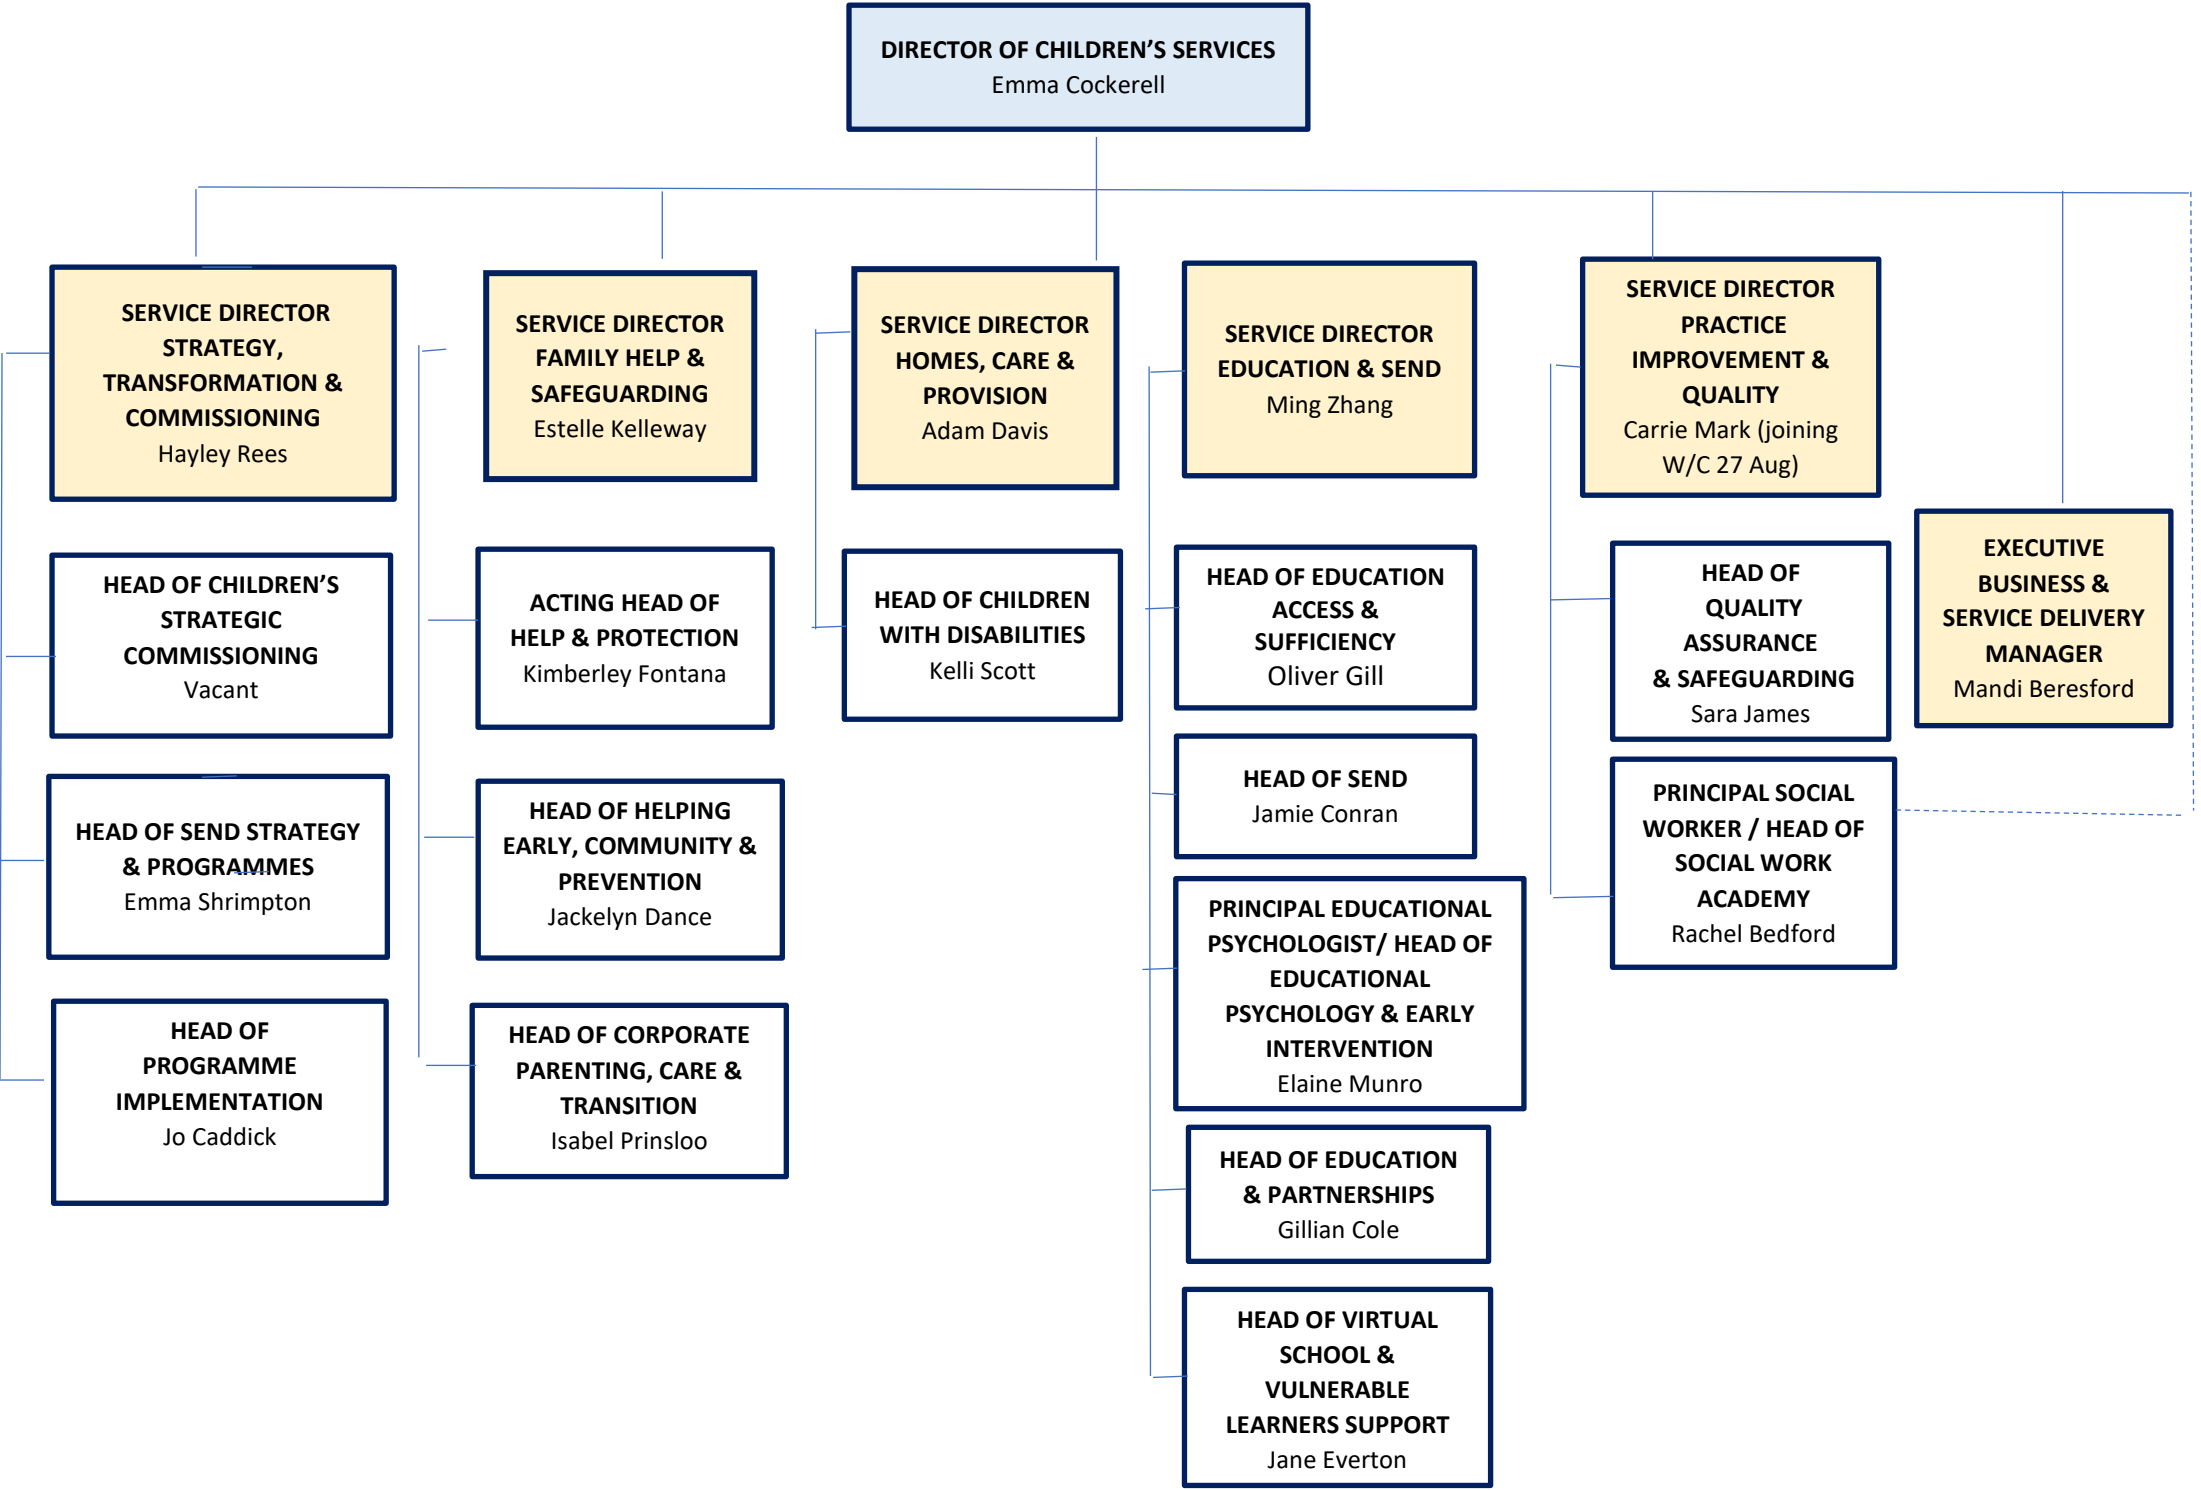 DIRECTOR OF CHILDREN’S SERVICES
Emma Cockerell
SERVICE DIRECTOR
STRATEGY,
TRANSFORMATION &
COMMISSIONING
Hayley Rees
HEAD OF CHILDREN’S
STRATEGIC
COMMISSIONING
Vacant
HEAD OF SEND STRATEGY
& PROGRAMMES
Emma Shrimpton
HEAD OF
PROGRAMME
IMPLEMENTATION
Jo Caddick
SERVICE DIRECTOR
FAMILY HELP &
SAFEGUARDING
Estelle Kelleway
ACTING HEAD OF
HELP & PROTECTION
Kimberley Fontana
HEAD OF HELPING
EARLY, COMMUNITY &
PREVENTION
Jackelyn Dance
HEAD OF CORPORATE
PARENTING, CARE &
TRANSITION
Isabel Prinsloo
SERVICE DIRECTOR
HOMES, CARE &
PROVISION
Adam Davis
HEAD OF CHILDREN
WITH DISABILITIES
Kelli Scott
SERVICE DIRECTOR
EDUCATION & SEND
Ming Zhang
HEAD OF EDUCATION
ACCESS &
SUFFICIENCY
Oliver Gill
HEAD OF SEND
Jamie Conran
PRINCIPAL EDUCATIONAL
PSYCHOLOGIST/ HEAD OF
EDUCATIONAL
PSYCHOLOGY & EARLY
INTERVENTION
Elaine Munro
HEAD OF EDUCATION
& PARTNERSHIPS
Gillian Cole
HEAD OF VIRTUAL
SCHOOL &
VULNERABLE
LEARNERS SUPPORT
Jane Everton
SERVICE DIRECTOR
PRACTICE
IMPROVEMENT &
QUALITY
Carrie Mark (joining
W/C 27 Aug)
HEAD OF
QUALITY
ASSURANCE
& SAFEGUARDING
Sara James
PRINCIPAL SOCIAL
WORKER / HEAD OF
SOCIAL WORK
ACADEMY
Rachel Bedford
EXECUTIVE
BUSINESS &
SERVICE DELIVERY
MANAGER
Mandi Beresford